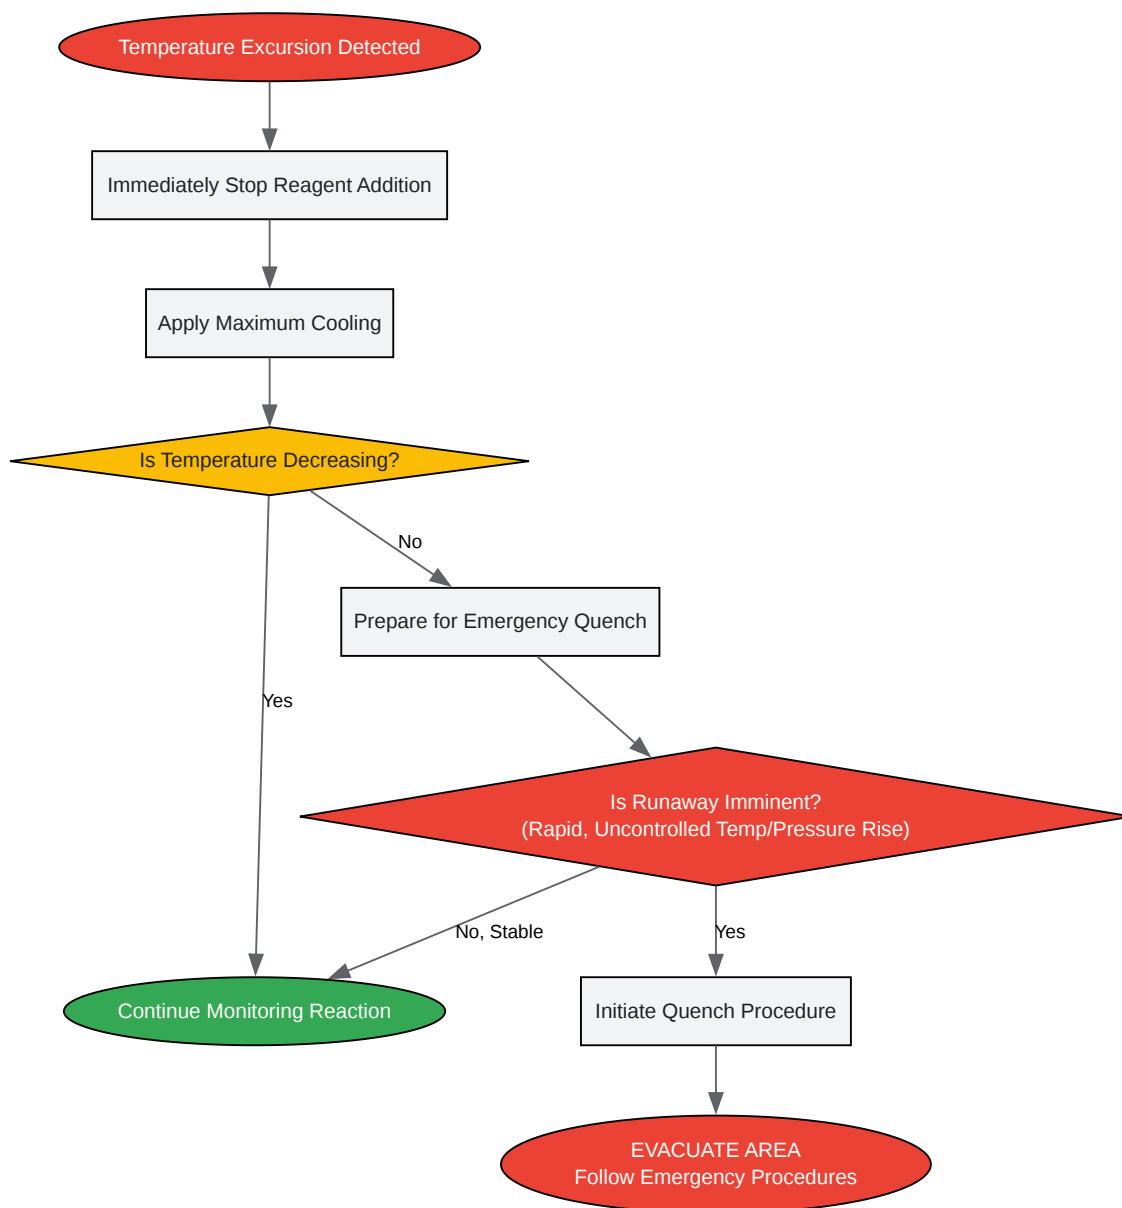 Temperature Excursion Detected
Immediately Stop Reagent Addition
Apply Maximum Cooling
Is Temperature Decreasing?
No
Prepare for Emergency Quench
Yes
Is Runaway Imminent?
(Rapid, Uncontrolled Temp/Pressure Rise)
No, Stable
Yes
Continue Monitoring Reaction
Initiate Quench Procedure
EVACUATE AREA
Follow Emergency Procedures